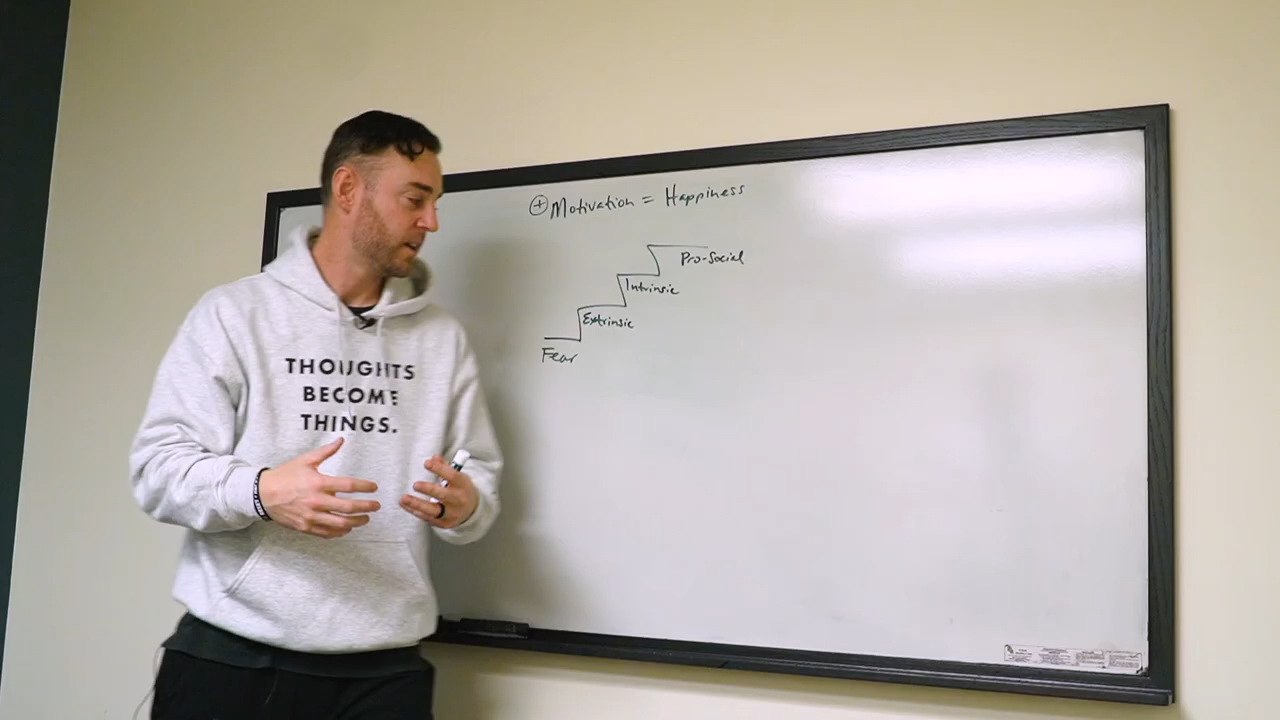 ⊕ Motivation = Happiness
Pro-Social
Intrinsic
Extrinsic
Fear
THOUGHTS
BECOME
THINGS.